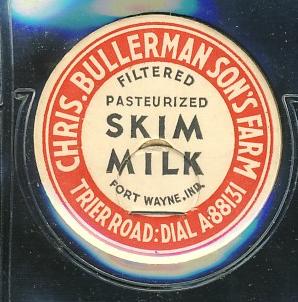 CHRIS. BULLERMAN SON'S FARM
FILTERED
PASTEURIZED
SKIM
MILK
FORT WAYNE, IND.
TRIER ROAD: DIAL A-88131